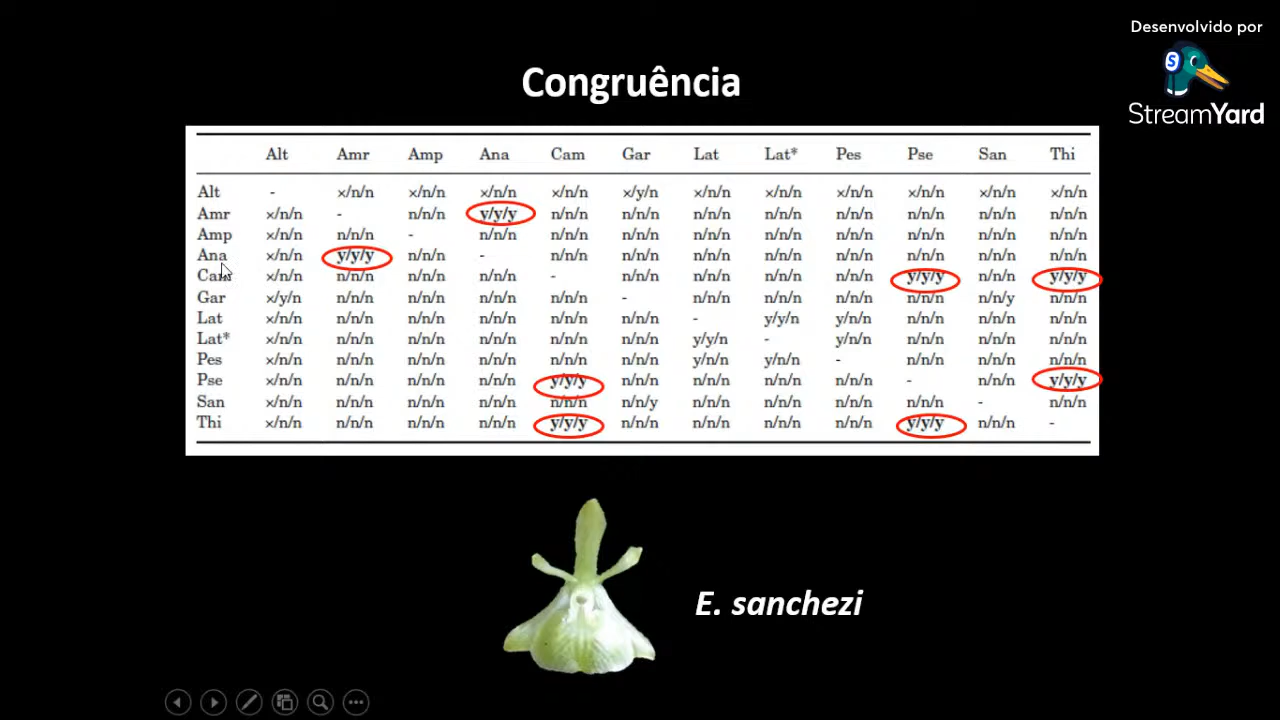 Desenvolvido por
StreamYard
Congruência
Alt Amr Amp Ana Cam Gar Lat Lat* Pes Pse San Thi
Alt - ×/n/n ×/n/n ×/n/n ×/n/n ×/y/n ×/n/n ×/n/n ×/n/n ×/n/n ×/n/n ×/n/n
Amr ×/n/n - n/n/n y/y/y n/n/n n/n/n n/n/n n/n/n n/n/n n/n/n n/n/n n/n/n
Amp ×/n/n n/n/n - n/n/n n/n/n n/n/n n/n/n n/n/n n/n/n n/n/n n/n/n n/n/n
Ana ×/n/n y/y/y n/n/n - n/n/n n/n/n n/n/n n/n/n n/n/n n/n/n n/n/n n/n/n
Cam ×/n/n n/n/n n/n/n n/n/n - n/n/n n/n/n n/n/n n/n/n y/y/y n/n/n y/y/y
Gar ×/y/n n/n/n n/n/n n/n/n n/n/n - n/n/n n/n/n n/n/n n/n/n n/n/y n/n/n
Lat ×/n/n n/n/n n/n/n n/n/n n/n/n n/n/n - y/y/n y/n/n n/n/n n/n/n n/n/n
Lat* ×/n/n n/n/n n/n/n n/n/n n/n/n n/n/n y/y/n - y/n/n n/n/n n/n/n n/n/n
Pes ×/n/n n/n/n n/n/n n/n/n n/n/n n/n/n y/n/n y/n/n - n/n/n n/n/n n/n/n
Pse ×/n/n n/n/n n/n/n n/n/n y/y/y n/n/n n/n/n n/n/n n/n/n - n/n/n y/y/y
San ×/n/n n/n/n n/n/n n/n/n n/n/n n/n/y n/n/n n/n/n n/n/n n/n/n - n/n/n
Thi ×/n/n n/n/n n/n/n n/n/n y/y/y n/n/n n/n/n n/n/n n/n/n y/y/y n/n/n -
E. sanchezi